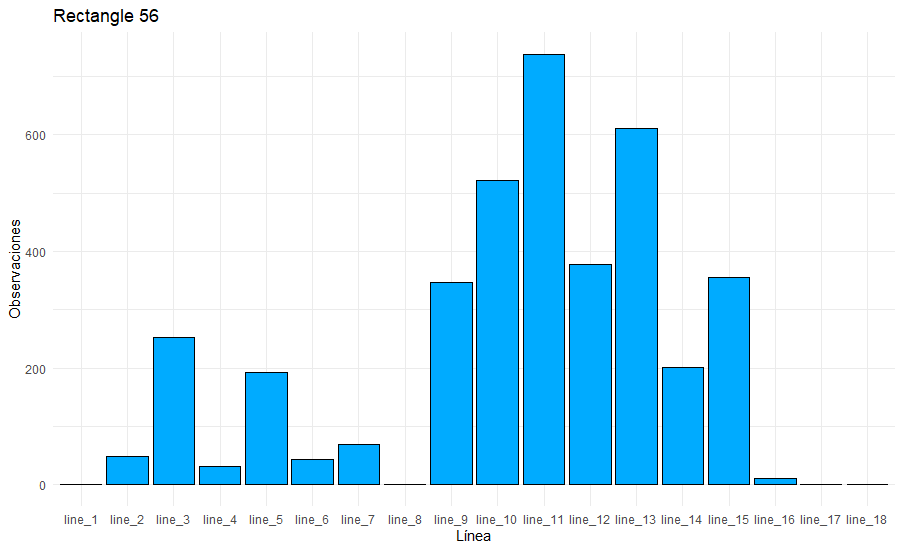 Rectangle 56
Observaciones
600
400
200
0
line_1 line_2 line_3 line_4 line_5 line_6 line_7 line_8 line_9 line_10 line_11 line_12 line_13 line_14 line_15 line_16 line_17 line_18
Línea